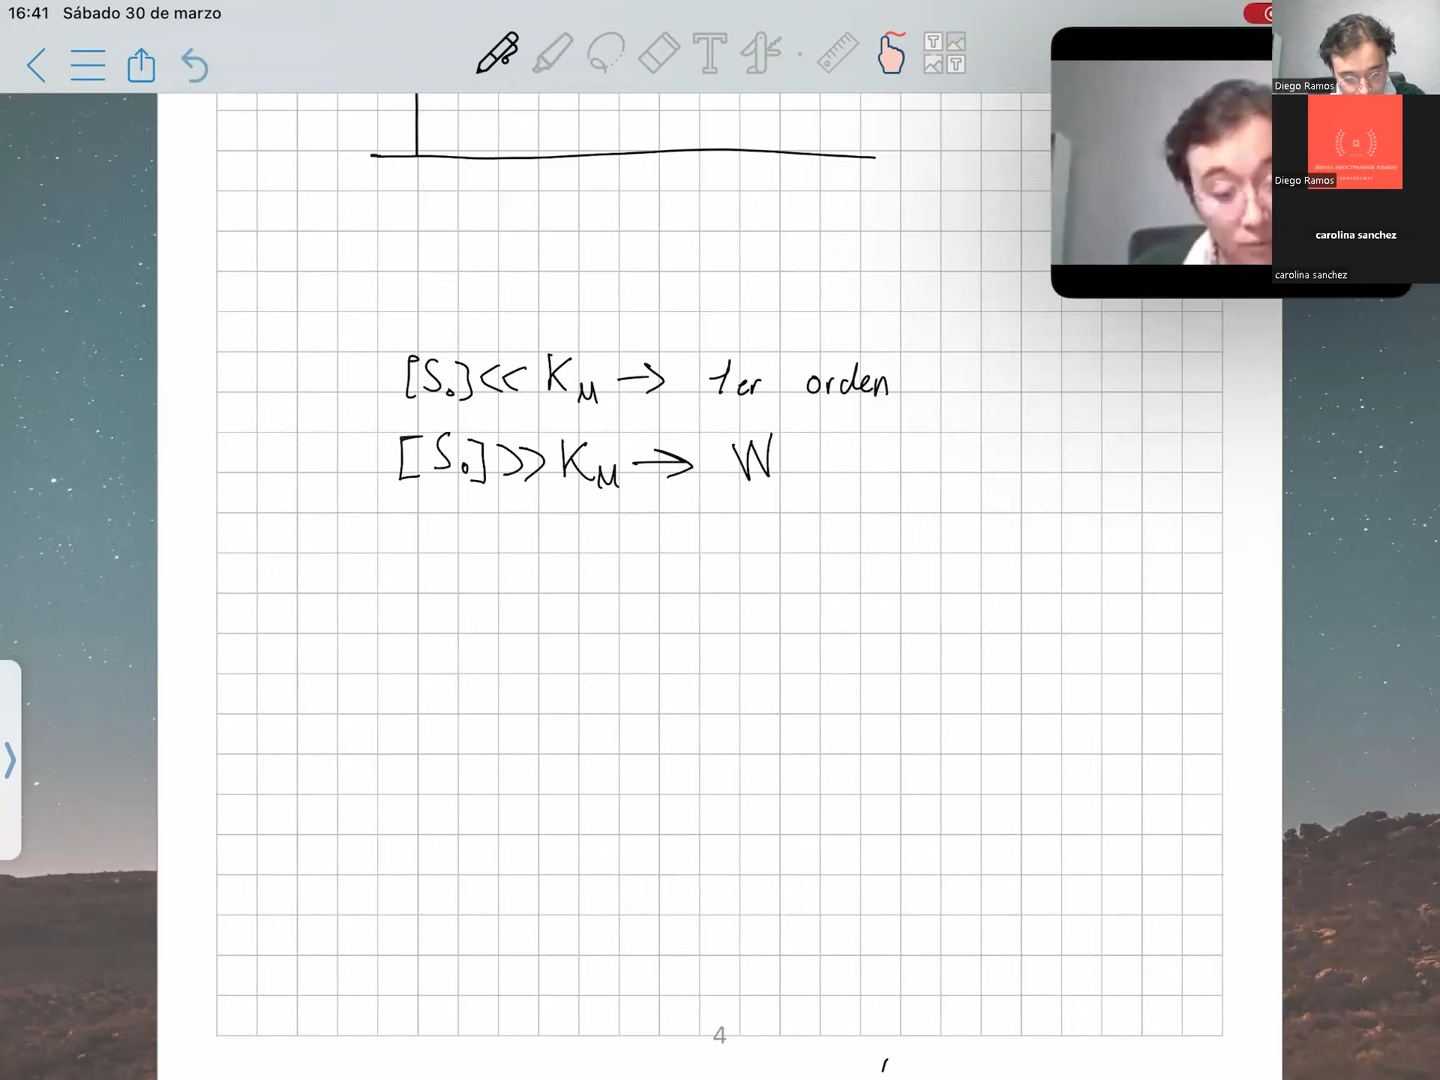 16:41 Sábado 30 de marzo
Diego Ramos
Diego Ramos
carolina sanchez
carolina sanchez
[S₀] << K_M → 1er orden
[S₀] >> K_M → W
4